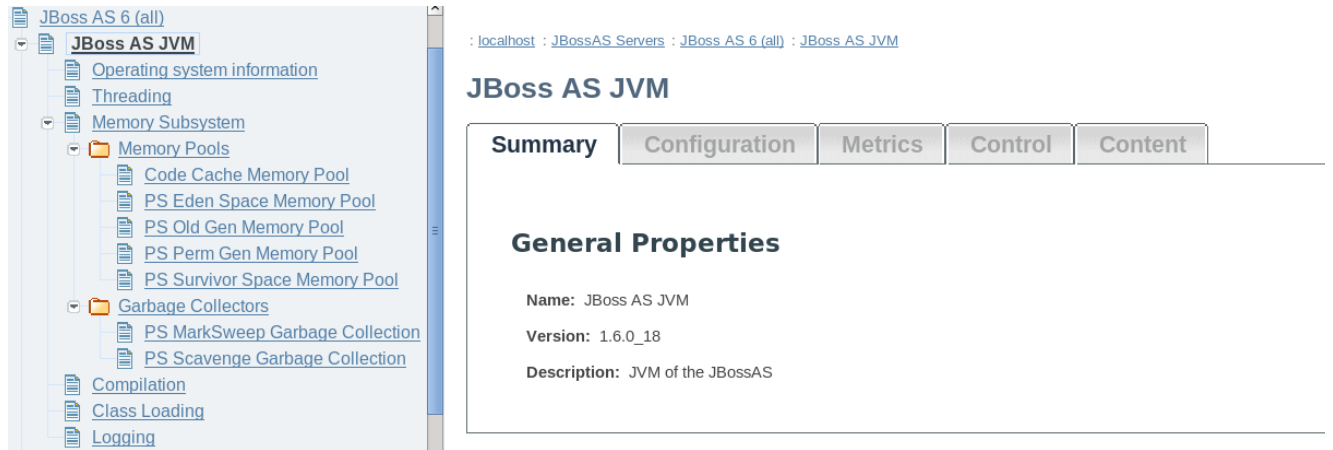 JBoss AS 6 (all)
JBoss AS JVM
Operating system information
Threading
Memory Subsystem
Memory Pools
Code Cache Memory Pool
PS Eden Space Memory Pool
PS Old Gen Memory Pool
PS Perm Gen Memory Pool
PS Survivor Space Memory Pool
Garbage Collectors
PS MarkSweep Garbage Collection
PS Scavenge Garbage Collection
Compilation
Class Loading
Logging
: localhost : JBossAS Servers : JBoss AS 6 (all) : JBoss AS JVM
JBoss AS JVM
Summary Configuration Metrics Control Content
General Properties
Name: JBoss AS JVM
Version: 1.6.0_18
Description: JVM of the JBossAS